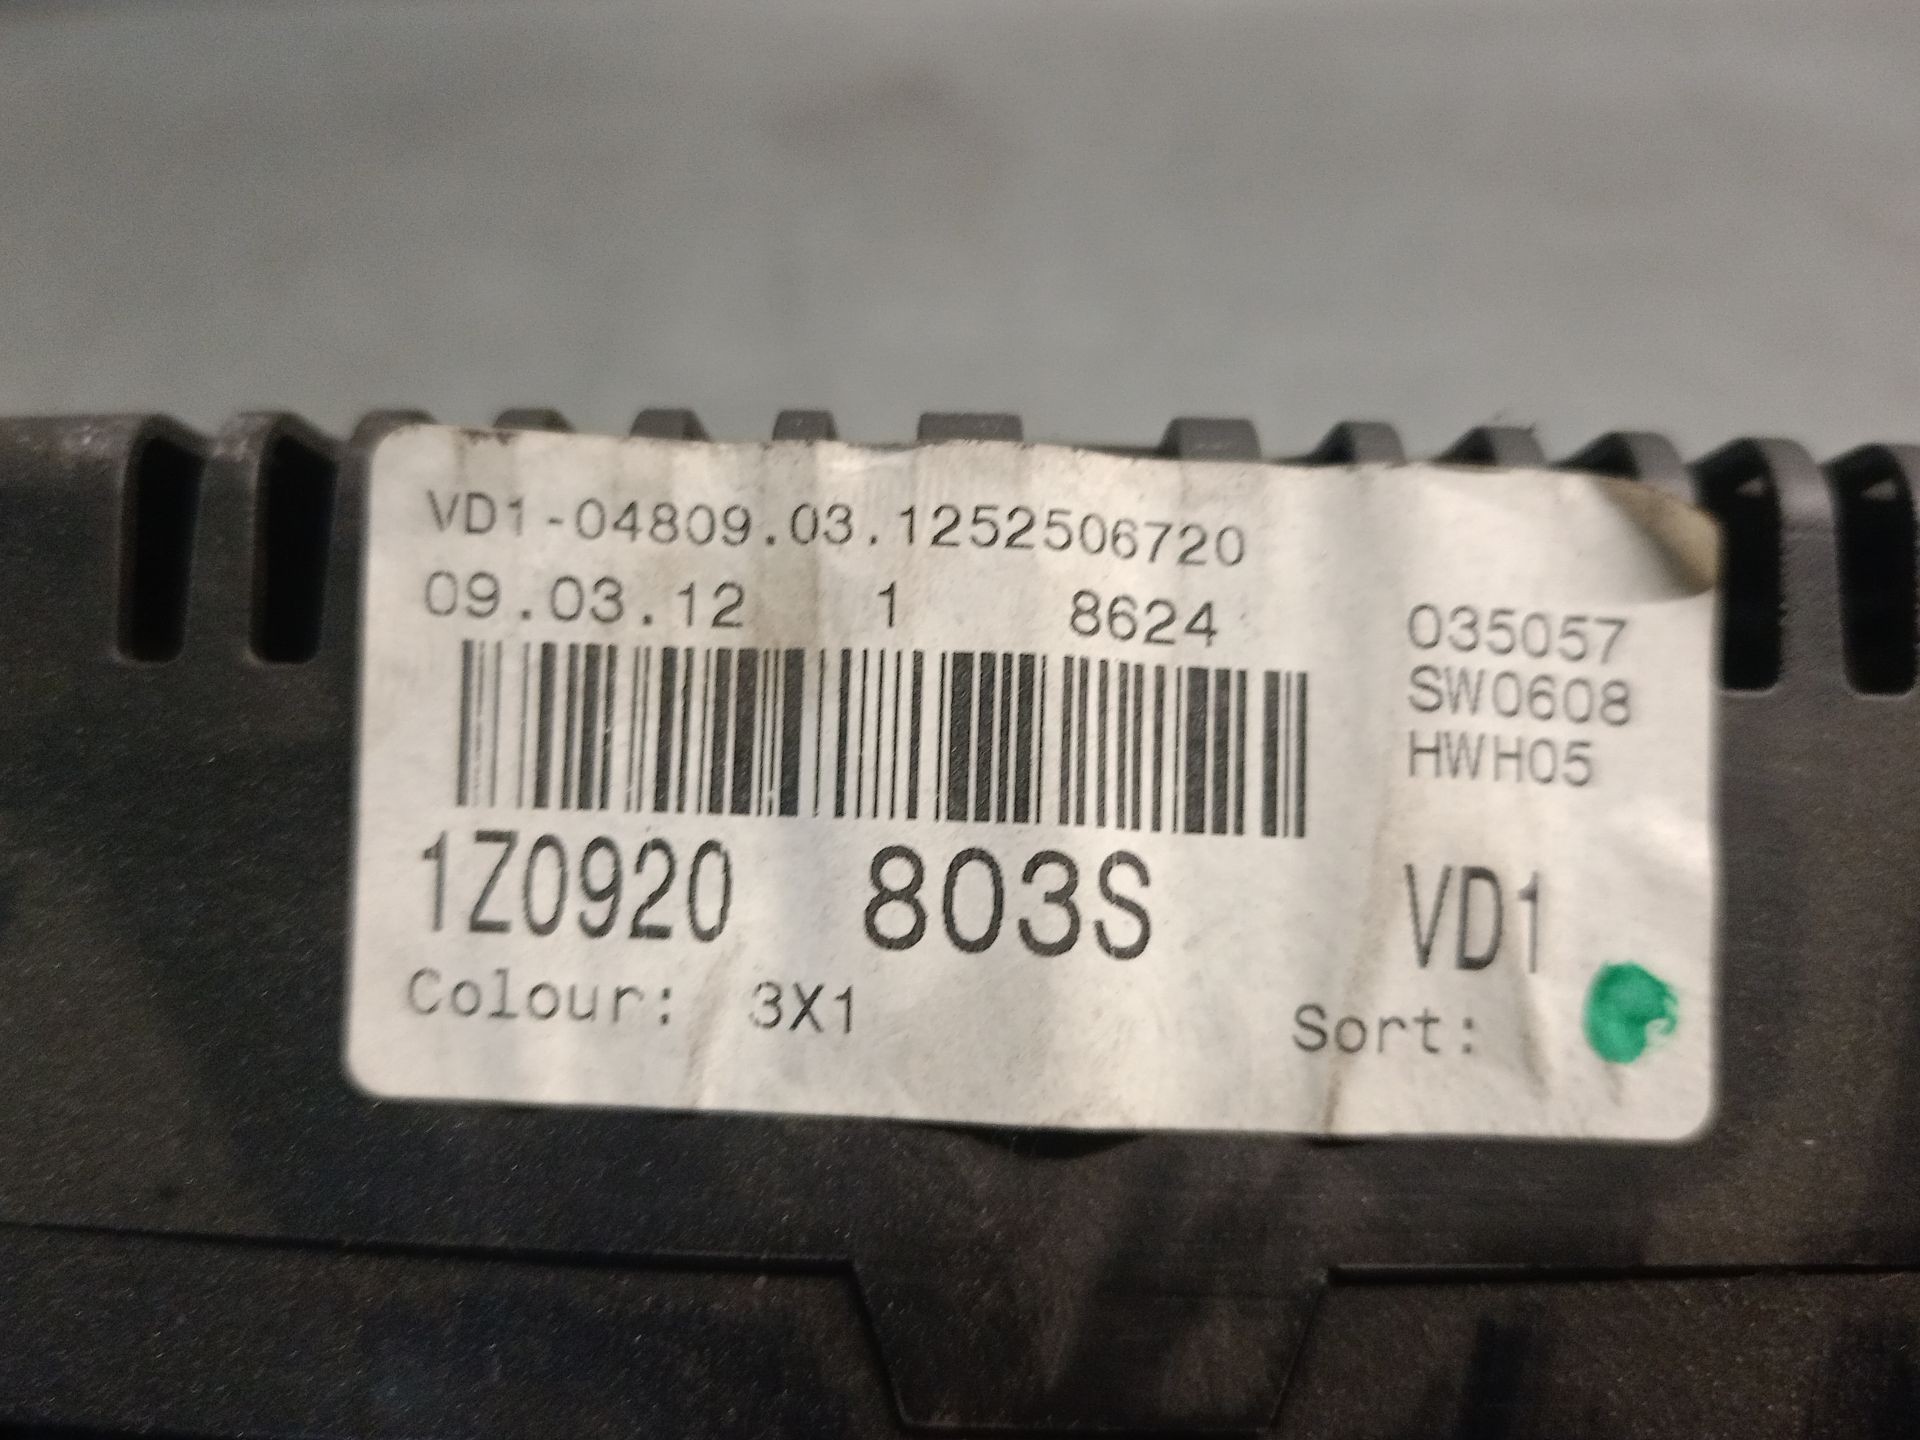 VD1-04809.03.1252506720
09.03.12 1 8624
035057
SW0608
HWH05
1Z0920 803S VD1
Colour: 3X1 Sort: